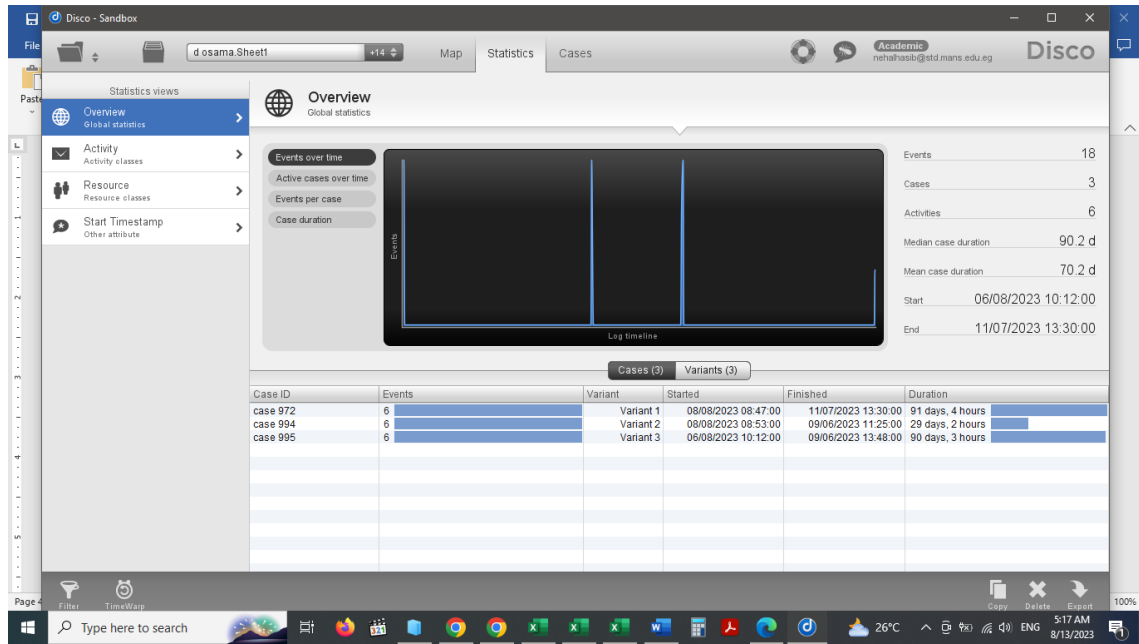 Disco - Sandbox
File
d osama.Sheet1
+14
Map
Statistics
Cases
Academic
nehalhasib@std.mans.edu.eg
Disco
Paste
Statistics views
Overview
Global statistics
Activity
Activity classes
Resource
Resource classes
Start Timestamp
Other attribute
Overview
Global statistics
Events over time
Active cases over time
Events per case
Case duration
Events
Log timeline
Events 18
Cases 3
Activities 6
Median case duration 90.2 d
Mean case duration 70.2 d
Start 06/08/2023 10:12:00
End 11/07/2023 13:30:00
Cases (3)
Variants (3)
Case ID Events Variant Started Finished Duration
case 972 6 Variant 1 08/08/2023 08:47:00 11/07/2023 13:30:00 91 days, 4 hours
case 994 6 Variant 2 08/08/2023 08:53:00 09/06/2023 11:25:00 29 days, 2 hours
case 995 6 Variant 3 06/08/2023 10:12:00 09/06/2023 13:48:00 90 days, 3 hours
Filter
TimeWarp
Copy
Delete
Export
Page 4
100%
Type here to search
26°C
ENG
5:17 AM
8/13/2023